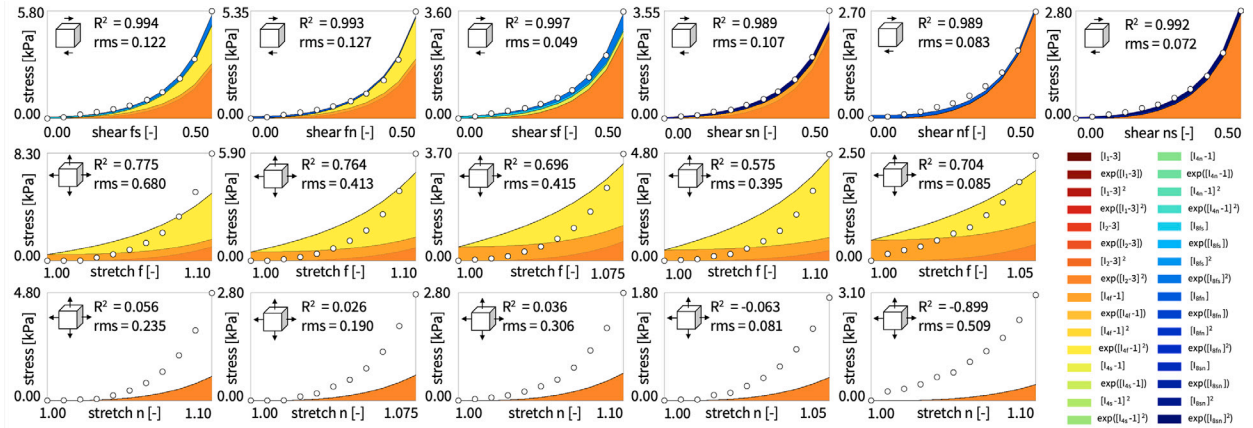 5.80
R² = 0.994
rms = 0.122
stress [kPa]
0.00
0.00
shear fs [-]
0.50
5.35
R² = 0.993
rms = 0.127
stress [kPa]
0.00
0.00
shear fn [-]
0.50
3.60
R² = 0.997
rms = 0.049
stress [kPa]
0.00
0.00
shear sf [-]
0.50
3.55
R² = 0.989
rms = 0.107
stress [kPa]
0.00
0.00
shear sn [-]
0.50
2.70
R² = 0.989
rms = 0.083
stress [kPa]
0.00
0.00
shear nf [-]
0.50
2.80
R² = 0.992
rms = 0.072
stress [kPa]
0.00
0.00
shear ns [-]
0.50
8.30
R² = 0.775
rms = 0.680
stress [kPa]
0.00
1.00
stretch f [-]
1.10
5.90
R² = 0.764
rms = 0.413
stress [kPa]
0.00
1.00
stretch f [-]
1.10
3.70
R² = 0.696
rms = 0.415
stress [kPa]
0.00
1.00
stretch f [-]
1.075
4.80
R² = 0.575
rms = 0.395
stress [kPa]
0.00
1.00
stretch f [-]
1.10
2.50
R² = 0.704
rms = 0.085
stress [kPa]
0.00
1.00
stretch f [-]
1.05
4.80
R² = 0.056
rms = 0.235
stress [kPa]
0.00
1.00
stretch n [-]
1.10
2.80
R² = 0.026
rms = 0.190
stress [kPa]
0.00
1.00
stretch n [-]
1.075
2.80
R² = 0.036
rms = 0.306
stress [kPa]
0.00
1.00
stretch n [-]
1.10
1.80
R² = -0.063
rms = 0.081
stress [kPa]
0.00
1.00
stretch n [-]
1.05
3.10
R² = -0.899
rms = 0.509
stress [kPa]
0.00
1.00
stretch n [-]
1.10
[I₁-3]
exp([I₁-3])
[I₁-3]²
exp([I₁-3]²)
[I₂-3]
exp([I₂-3])
[I₂-3]²
exp([I₂-3]²)
[I4f-1]
exp([I4f-1])
[I4f-1]²
exp([I4f-1]²)
[I4s-1]
exp([I4s-1])
[I4s-1]²
exp([I4s-1]²)
[I4n-1]
exp([I4n-1])
[I4n-1]²
exp([I4n-1]²)
[I8fs]
exp([I8fs])
[I8fs]²
exp([I8fs]²)
[I8fn]
exp([I8fn])
[I8fn]²
exp([I8fn]²)
[I8sn]
exp([I8sn])
[I8sn]²
exp([I8sn]²)